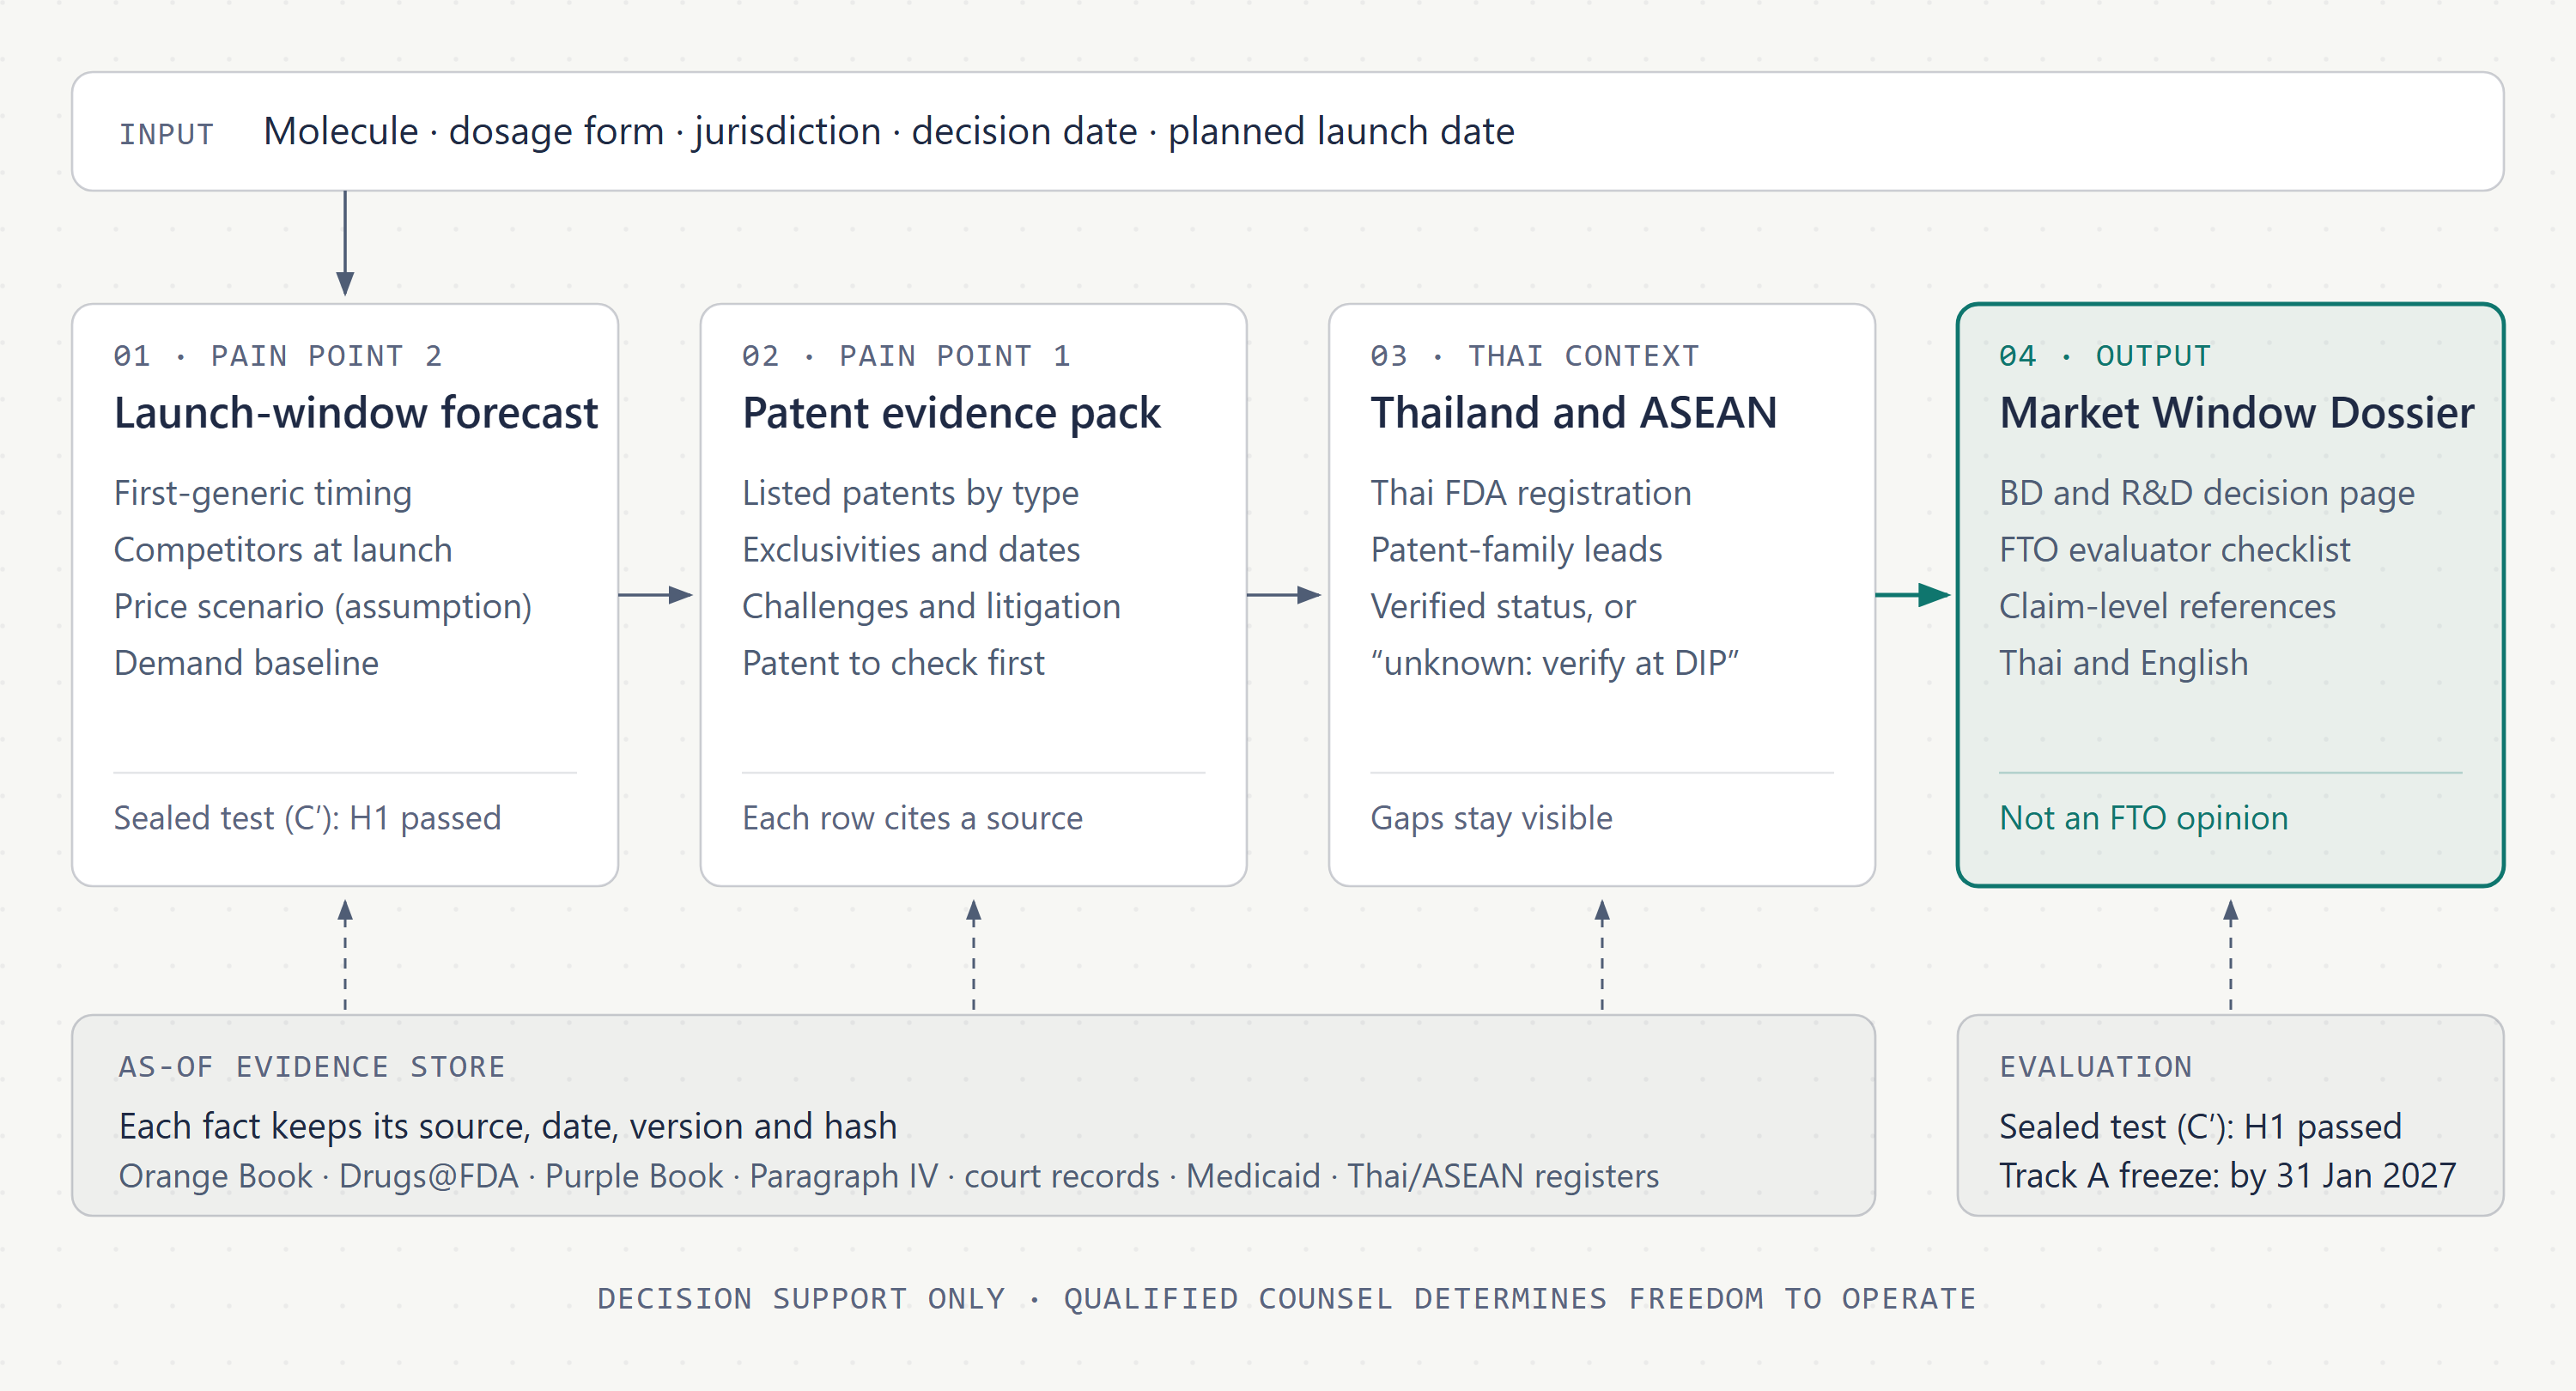 INPUT Molecule · dosage form · jurisdiction · decision date · planned launch date
01 · PAIN POINT 2
Launch-window forecast
First-generic timing
Competitors at launch
Price scenario (assumption)
Demand baseline
Sealed test (C′): H1 passed
02 · PAIN POINT 1
Patent evidence pack
Listed patents by type
Exclusivities and dates
Challenges and litigation
Patent to check first
Each row cites a source
03 · THAI CONTEXT
Thailand and ASEAN
Thai FDA registration
Patent-family leads
Verified status, or
“unknown: verify at DIP”
Gaps stay visible
04 · OUTPUT
Market Window Dossier
BD and R&D decision page
FTO evaluator checklist
Claim-level references
Thai and English
Not an FTO opinion
AS-OF EVIDENCE STORE
Each fact keeps its source, date, version and hash
Orange Book · Drugs@FDA · Purple Book · Paragraph IV · court records · Medicaid · Thai/ASEAN registers
EVALUATION
Sealed test (C′): H1 passed
Track A freeze: by 31 Jan 2027
DECISION SUPPORT ONLY · QUALIFIED COUNSEL DETERMINES FREEDOM TO OPERATE